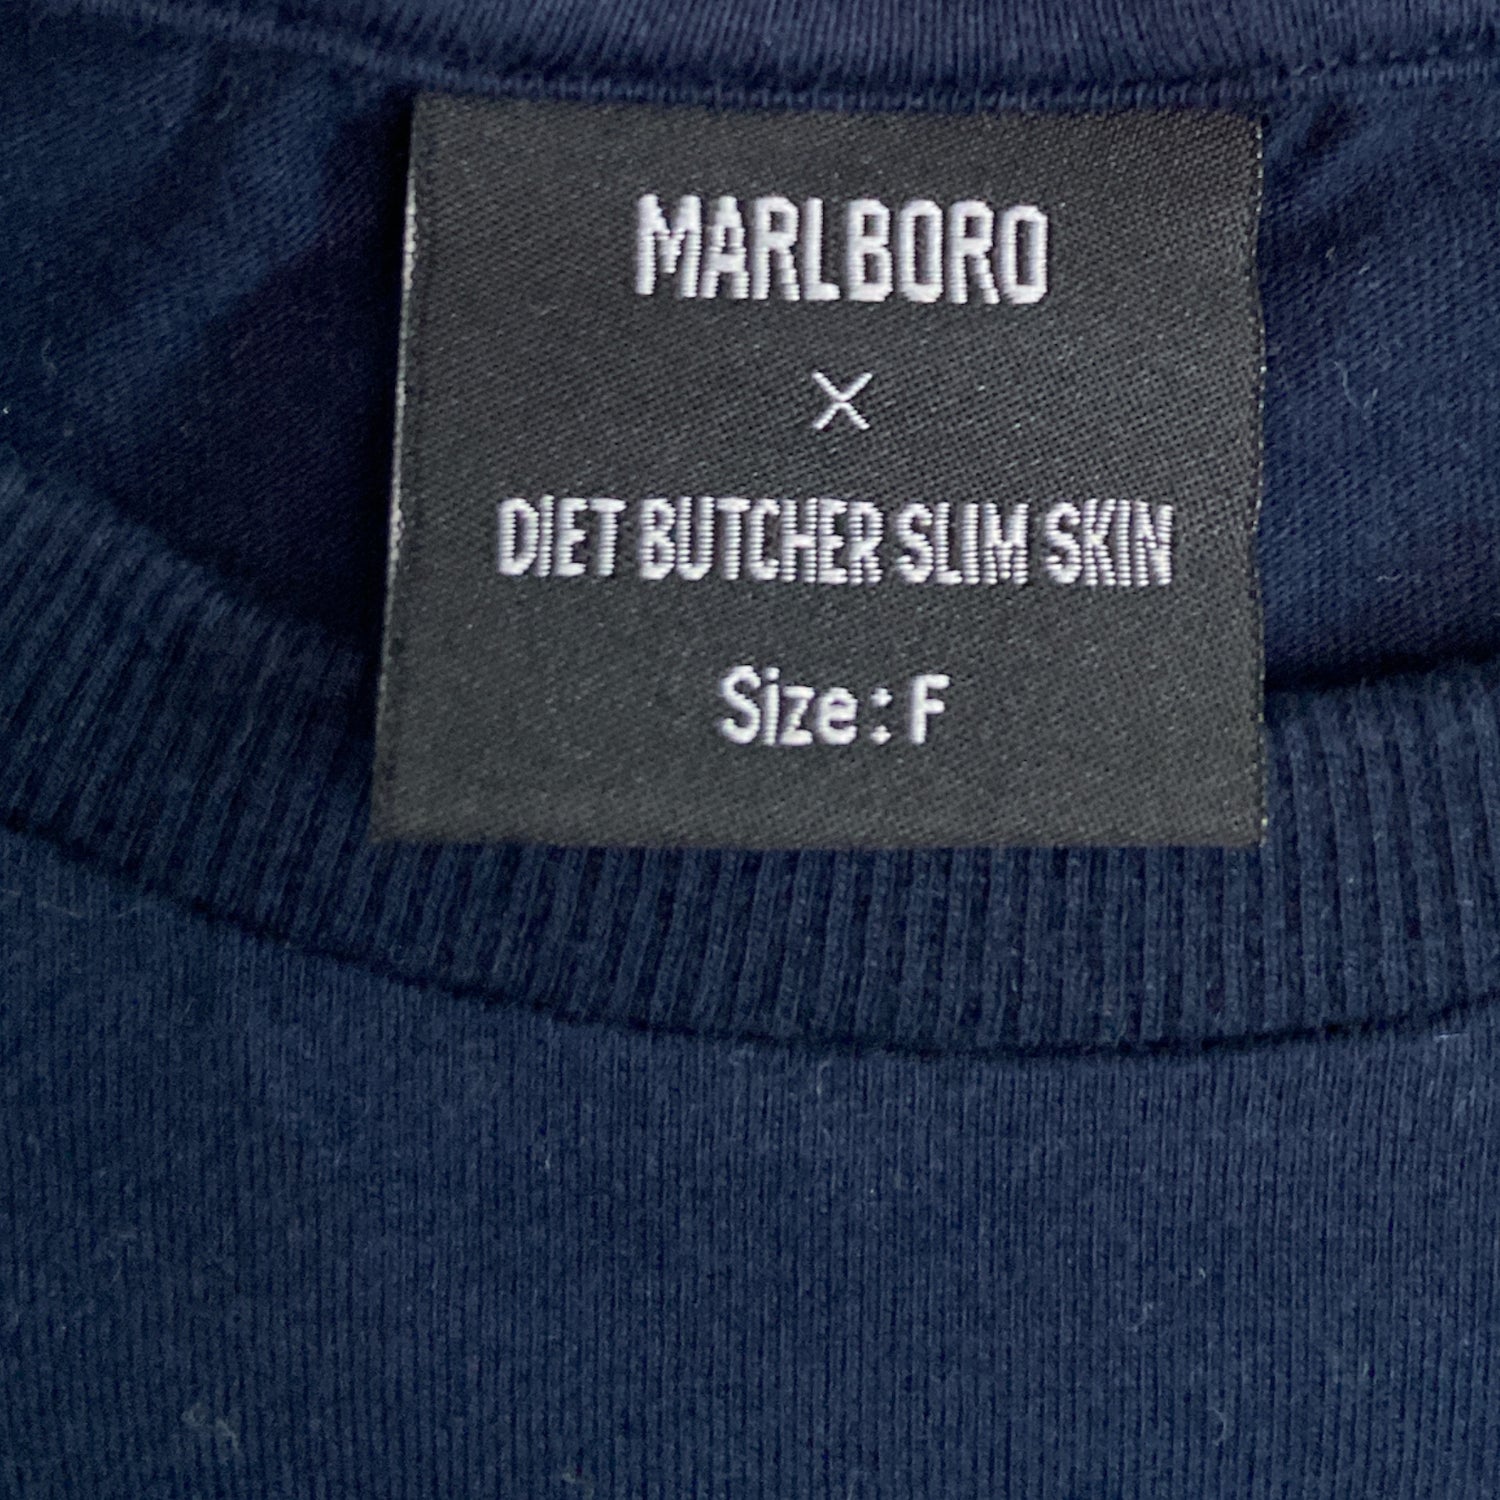 MARLBORO
×
DIET BUTCHER SLIM SKIN
Size: F